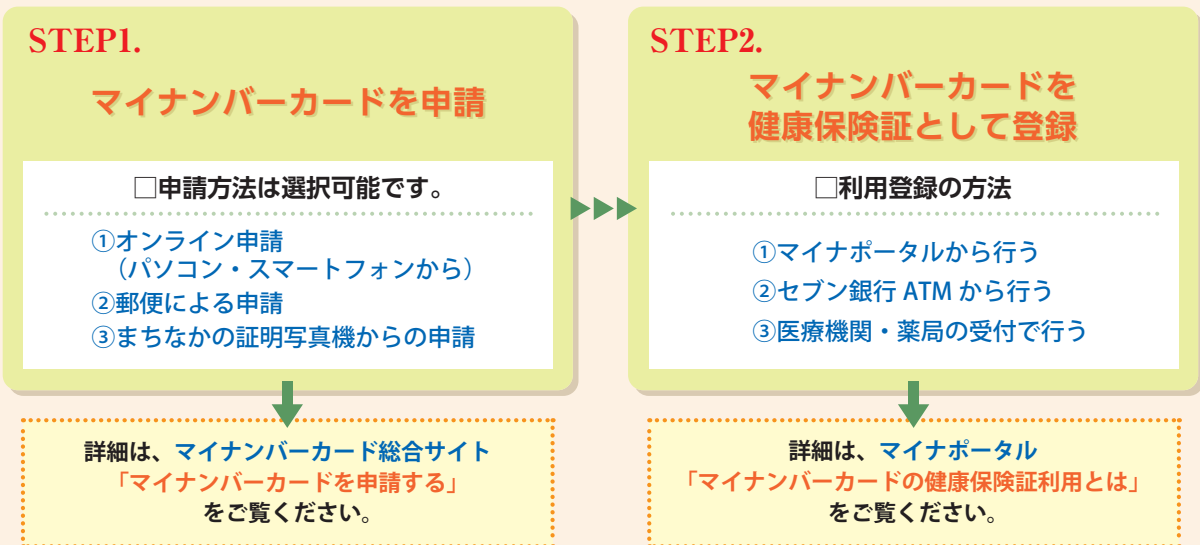 STEP1.
マイナンバーカードを申請
□申請方法は選択可能です。
①オンライン申請
（パソコン・スマートフォンから）
②郵便による申請
③まちなかの証明写真機からの申請
詳細は、マイナンバーカード総合サイト
「マイナンバーカードを申請する」
をご覧ください。
STEP2.
マイナンバーカードを
健康保険証として登録
□利用登録の方法
①マイナポータルから行う
②セブン銀行 ATM から行う
③医療機関・薬局の受付で行う
詳細は、マイナポータル
「マイナンバーカードの健康保険証利用とは」
をご覧ください。